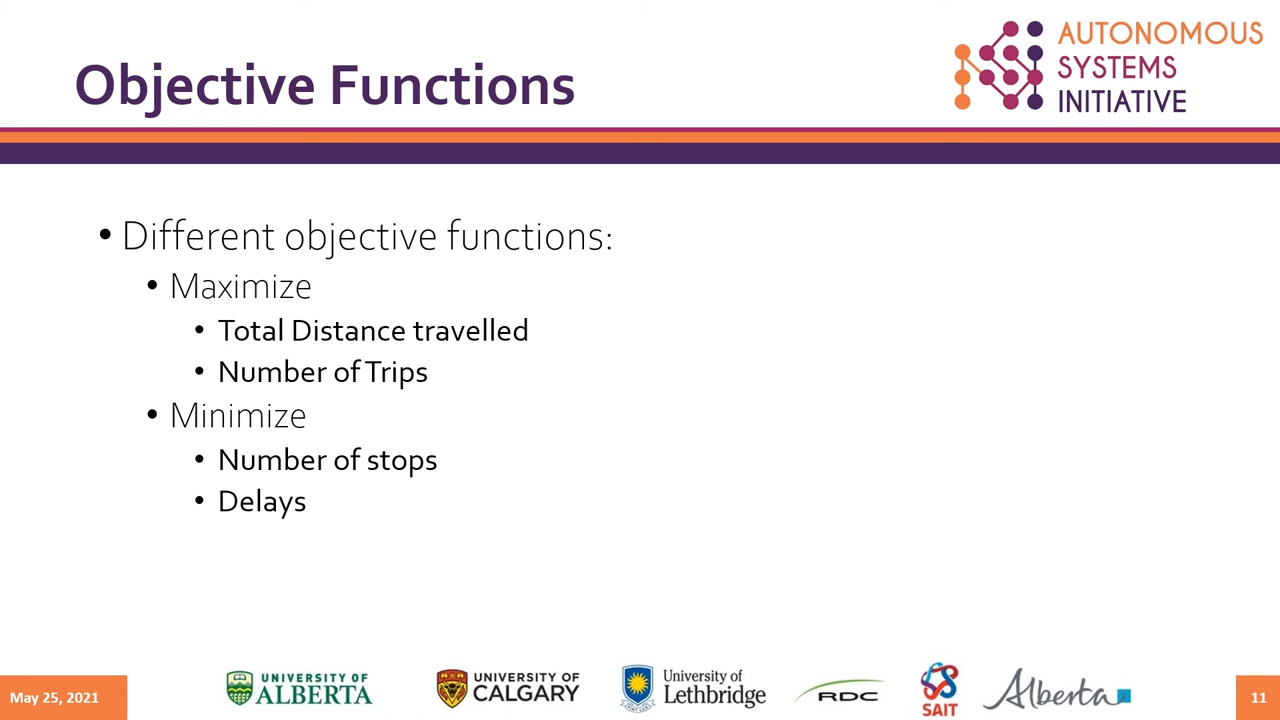 Objective Functions
AUTONOMOUS
SYSTEMS
INITIATIVE
• Different objective functions:
• Maximize
• Total Distance travelled
• Number of Trips
• Minimize
• Number of stops
• Delays
May 25, 2021
UNIVERSITY OF
ALBERTA
UNIVERSITY OF
CALGARY
University of
Lethbridge
RDC
SAIT
Alberta
11